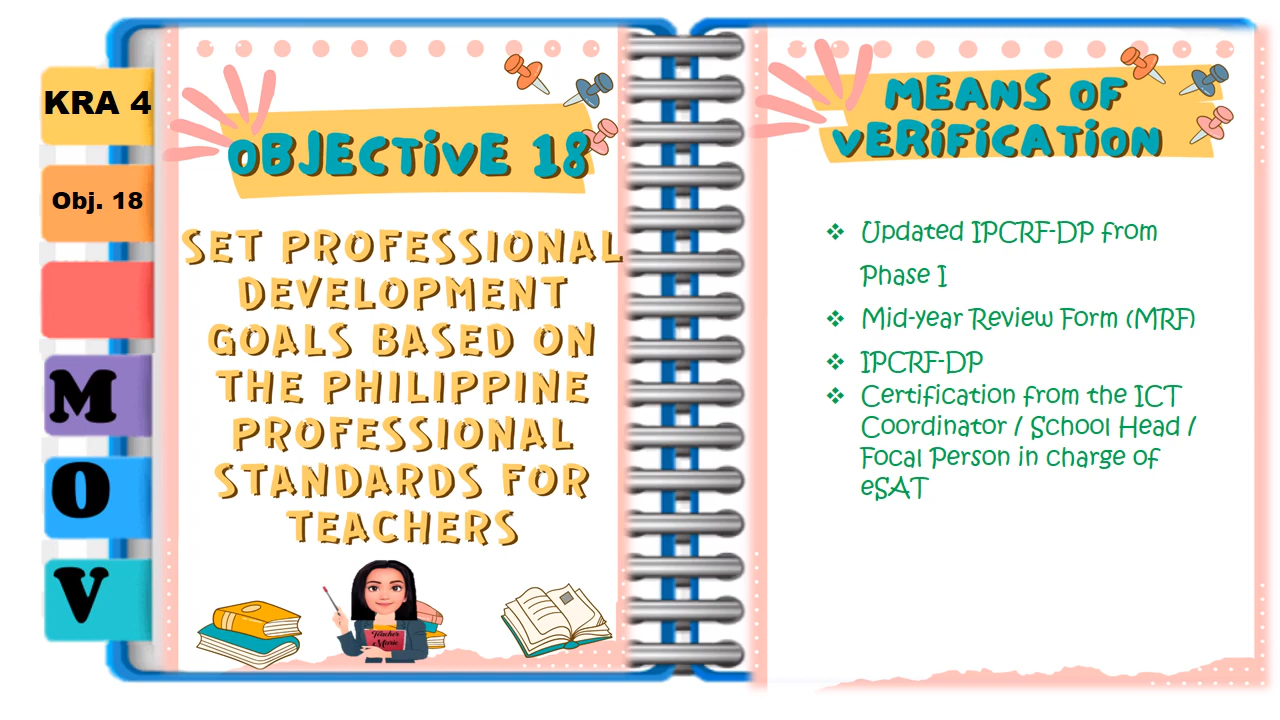 KRA 4
Obj. 18
M
O
V
OBJECTiVE 18
SET PROFESSIONAL
DEVELOPMENT
GOALS BASED ON
THE PHILIPPINE
PROFESSIONAL
STANDARDS FOR
TEACHERS
Teacher
Marie
MEANS OF
VERiFiCATiON
❖ Updated IPCRF-DP from
Phase I
❖ Mid-year Review Form (MRF)
❖ IPCRF-DP
❖ Certification from the ICT
Coordinator / School Head /
Focal Person in charge of
eSAT